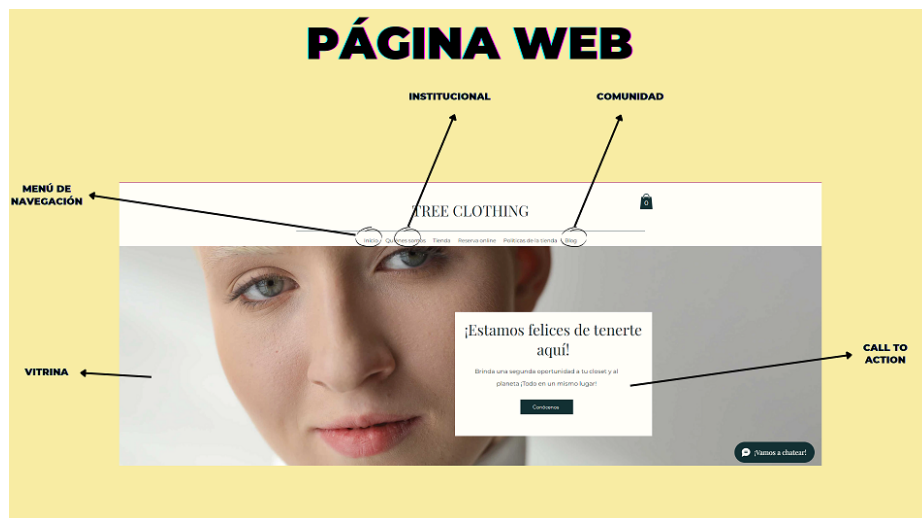 PÁGINA WEB
INSTITUCIONAL
COMUNIDAD
MENÚ DE
NAVEGACIÓN
0
TREE CLOTHING
Inicio Quiénes somos Tienda Reserva online Políticas de la tienda Blog
¡Estamos felices de tenerte
aquí!
Brinda una segunda oportunidad a tu closet y al
planeta ¡Todo en un mismo lugar!
Conócenos
CALL TO
ACTION
VITRINA
¡Vamos a chatear!